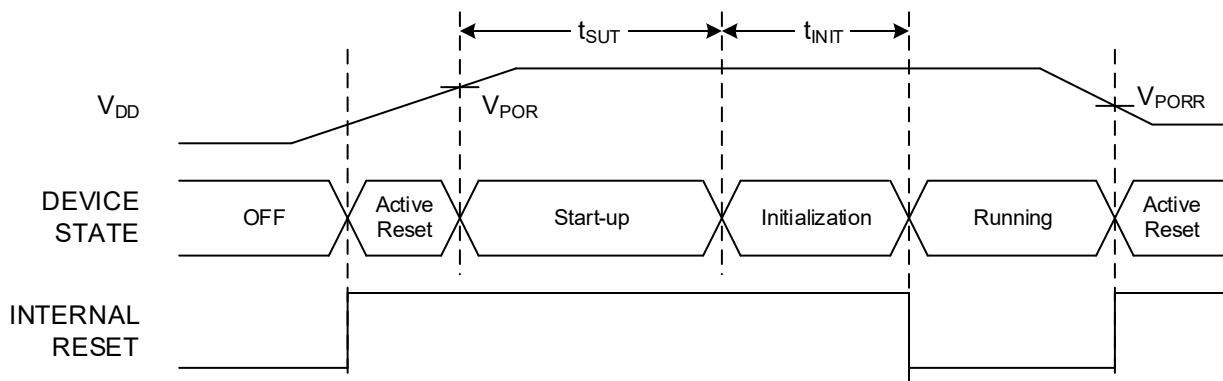 tSUT
tINIT
VDD
VPOR
VPORR
DEVICE
STATE
OFF
Active
Reset
Start-up
Initialization
Running
Active
Reset
INTERNAL
RESET